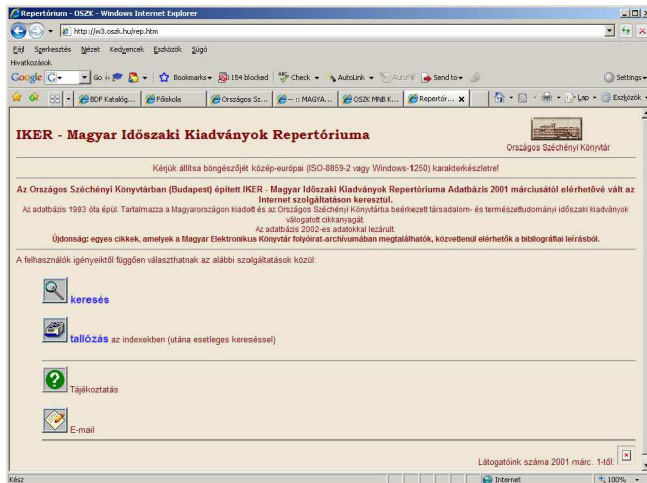 Repertórium - OSZK - Windows Internet Explorer
http://w3.oszk.hu/rep.htm
Fájl Szerkesztés Nézet Kedvencek Eszközök Súgó
Hivatkozások
Google G Go Bookmarks 154 blocked Check AutoLink AutoFill Send to Settings
BDF Katalóg... Főiskola Országos Sz... -- :: MAGYA... OSZK MNB K... Repertór... Lap Eszközök
IKER - Magyar Időszaki Kiadványok Repertóriuma
Országos Széchényi Könyvtár
Kérjük állítsa böngészőjét közép-európai (ISO-8859-2 vagy Windows-1250) karakterkészletre!
Az Országos Széchényi Könyvtárban (Budapest) épített IKER - Magyar Időszaki Kiadványok Repertóriuma Adatbázis 2001 márciusától elérhetővé vált az
Internet szolgáltatáson keresztül.
Az adatbázis 1993 óta épül. Tartalmazza a Magyarországon kiadott és az Országos Széchényi Könyvtárba beérkezett társadalom- és természettudományi időszaki kiadványok
válogatott cikkanyagát.
Az adatbázis 2002-es adatokkal lezárult.
Újdonság: egyes cikkek, amelyek a Magyar Elektronikus Könyvtár folyóirat-archívumában megtalálhatók, közvetlenül elérhetők a bibliográfiai leírásból.
A felhasználók igényeiktől függően választhatnak az alábbi szolgáltatások közül:
keresés
tallózás az indexekben (utána esetleges kereséssel)
Tájékoztatás
E-mail
Látogatóink száma 2001 márc. 1-től:
Kész Internet 100%